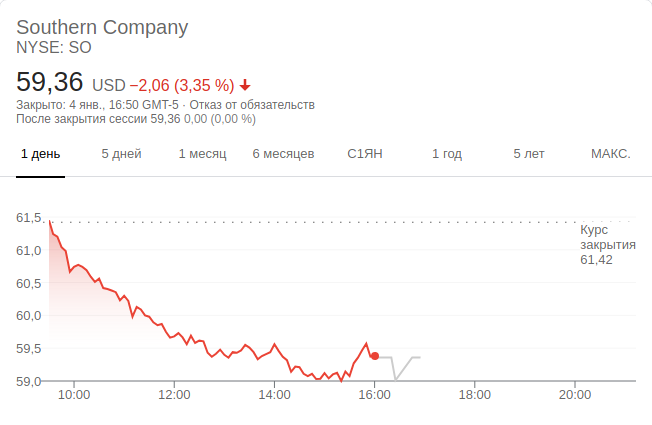 Southern Company
NYSE: SO
59,36 USD −2,06 (3,35 %)
Закрыто: 4 янв., 16:50 GMT-5 · Отказ от обязательств
После закрытия сессии 59,36 0,00 (0,00 %)
1 день 5 дней 1 месяц 6 месяцев С1ЯН 1 год 5 лет МАКС.
61,5
Курс
закрытия
61,42
61,0
60,5
60,0
59,5
59,0
10:00 12:00 14:00 16:00 18:00 20:00